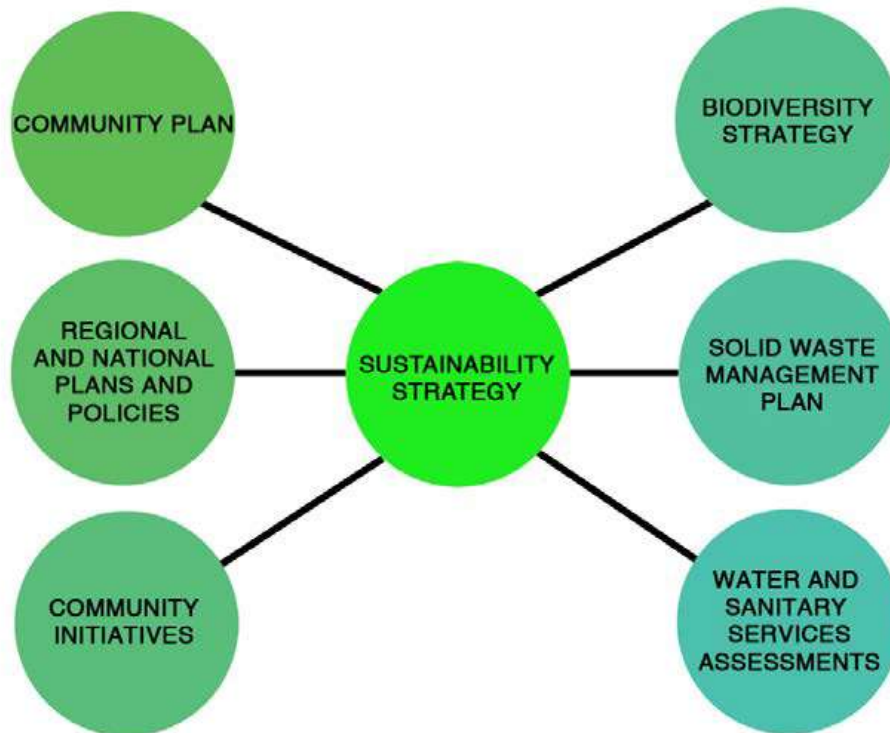 COMMUNITY PLAN
BIODIVERSITY
STRATEGY
REGIONAL
AND NATIONAL
PLANS AND
POLICIES
SUSTAINABILITY
STRATEGY
SOLID WASTE
MANAGEMENT
PLAN
COMMUNITY
INITIATIVES
WATER AND
SANITARY
SERVICES
ASSESSMENTS